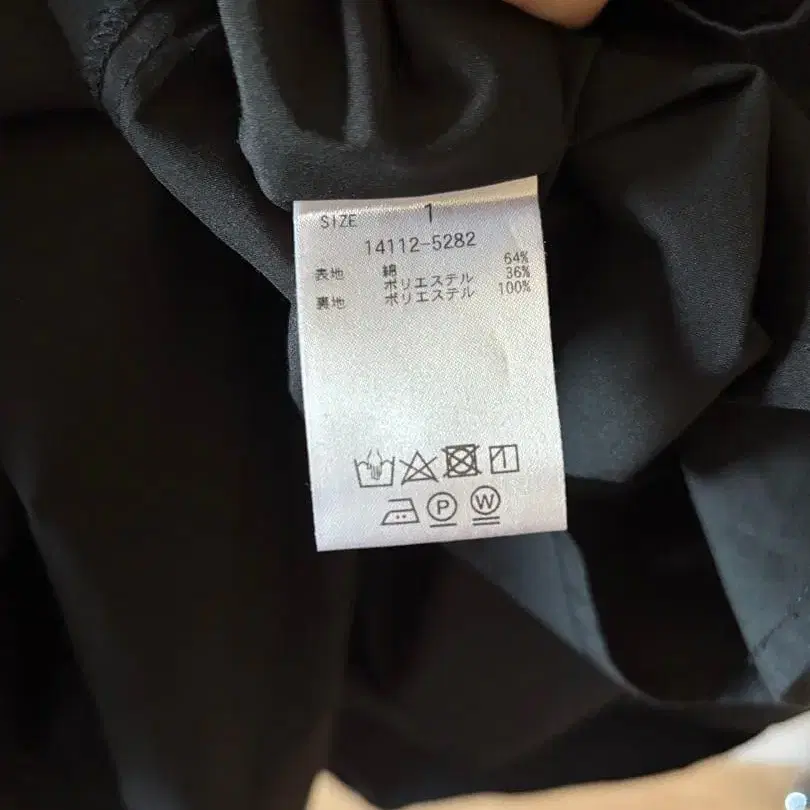 SIZE 1
14112-5282
表地 綿 64%
ポリエステル 36%
裏地 ポリエステル 100%
P W